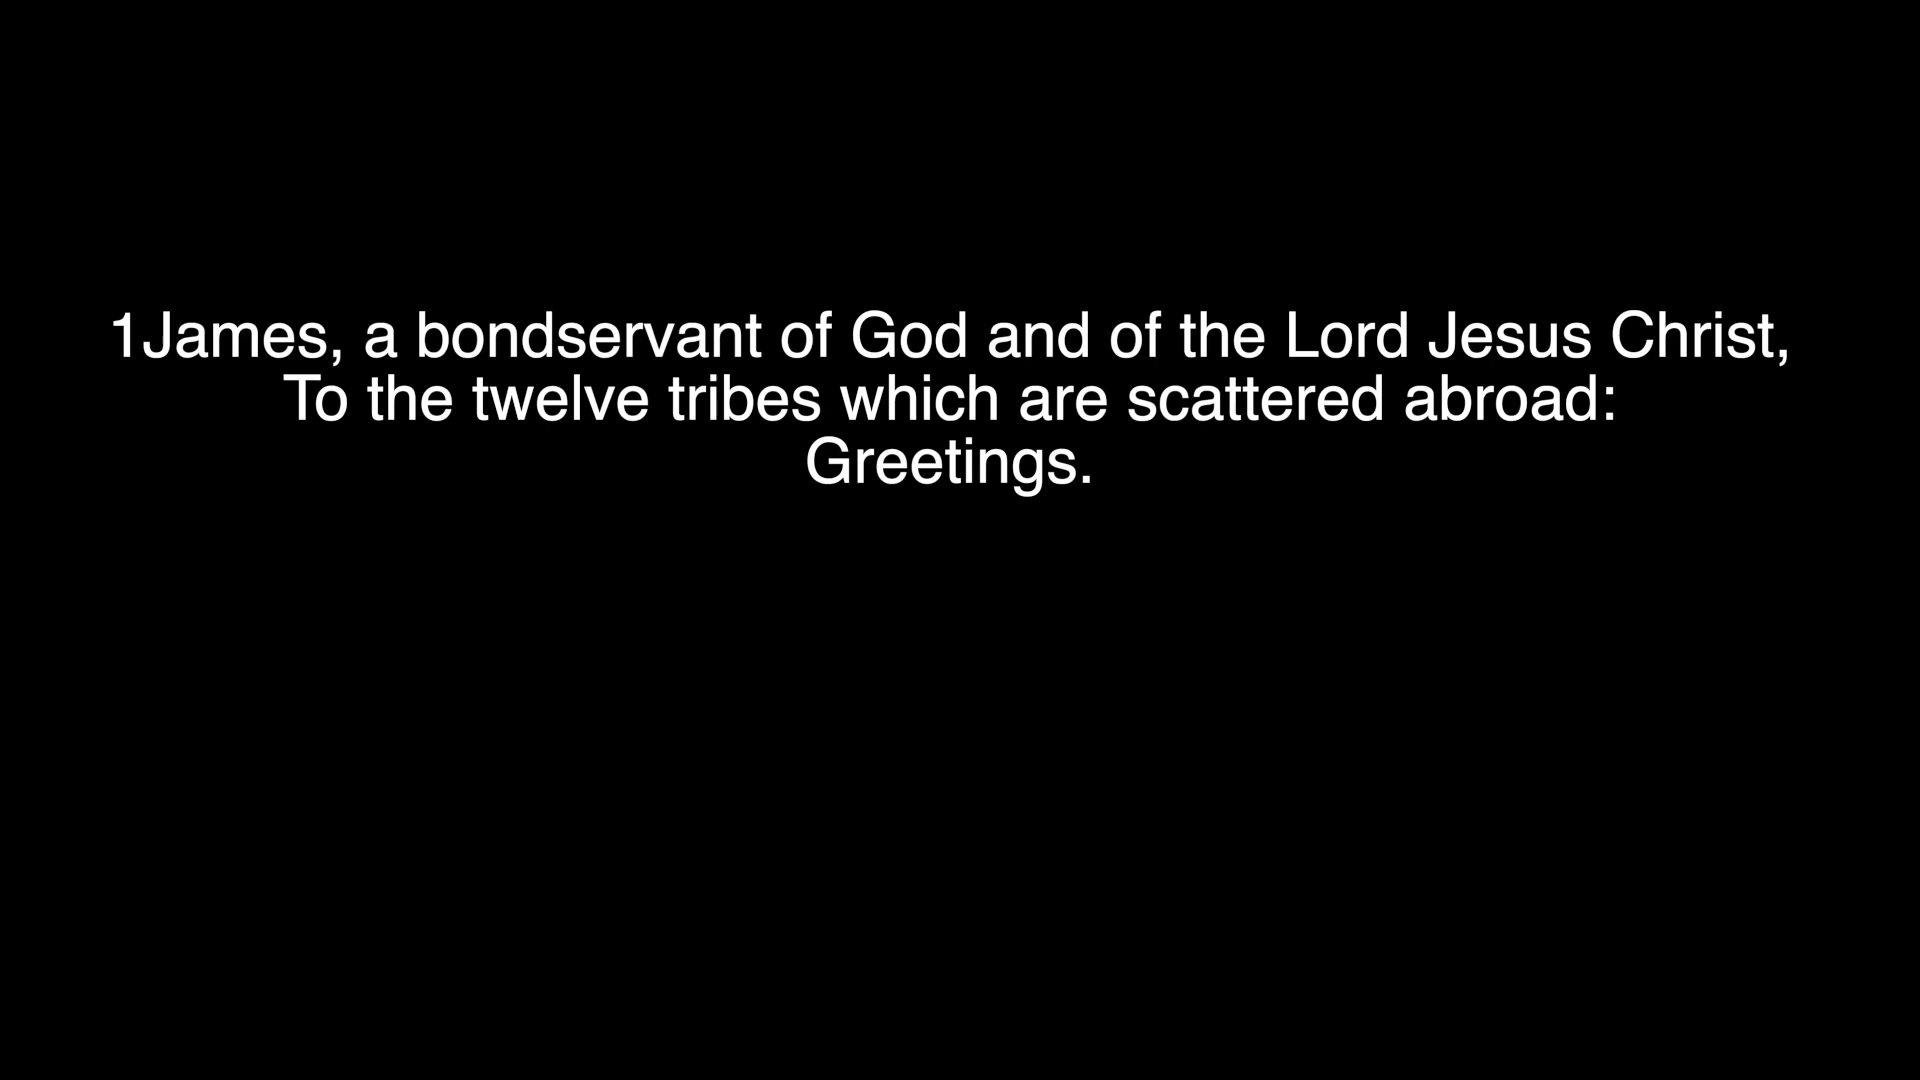 1James, a bondservant of God and of the Lord Jesus Christ,
To the twelve tribes which are scattered abroad:
Greetings.